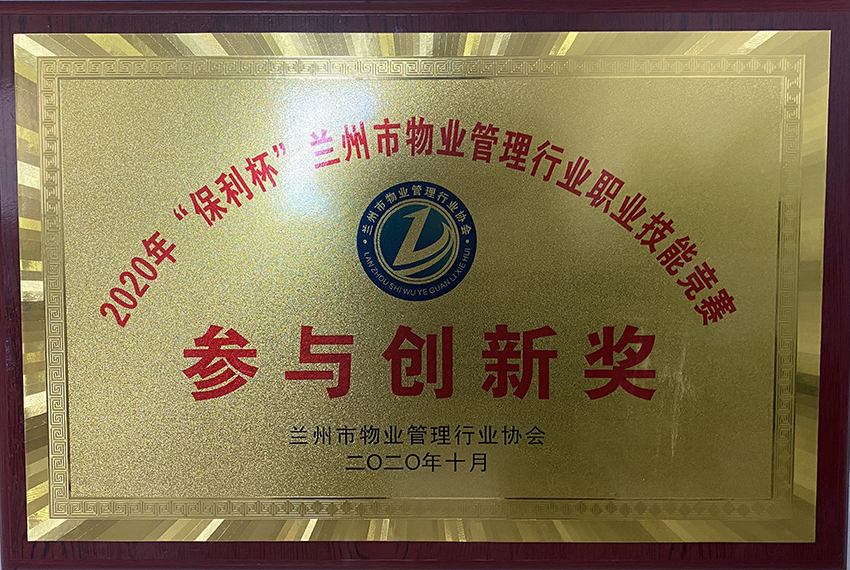 2020年“保利杯”兰州市物业管理行业职业技能竞赛
兰州市物业管理行业协会
LAN ZHOU SHI WU YE GUAN LI XIE HUI
参与创新奖
兰州市物业管理行业协会
二〇二〇年十月